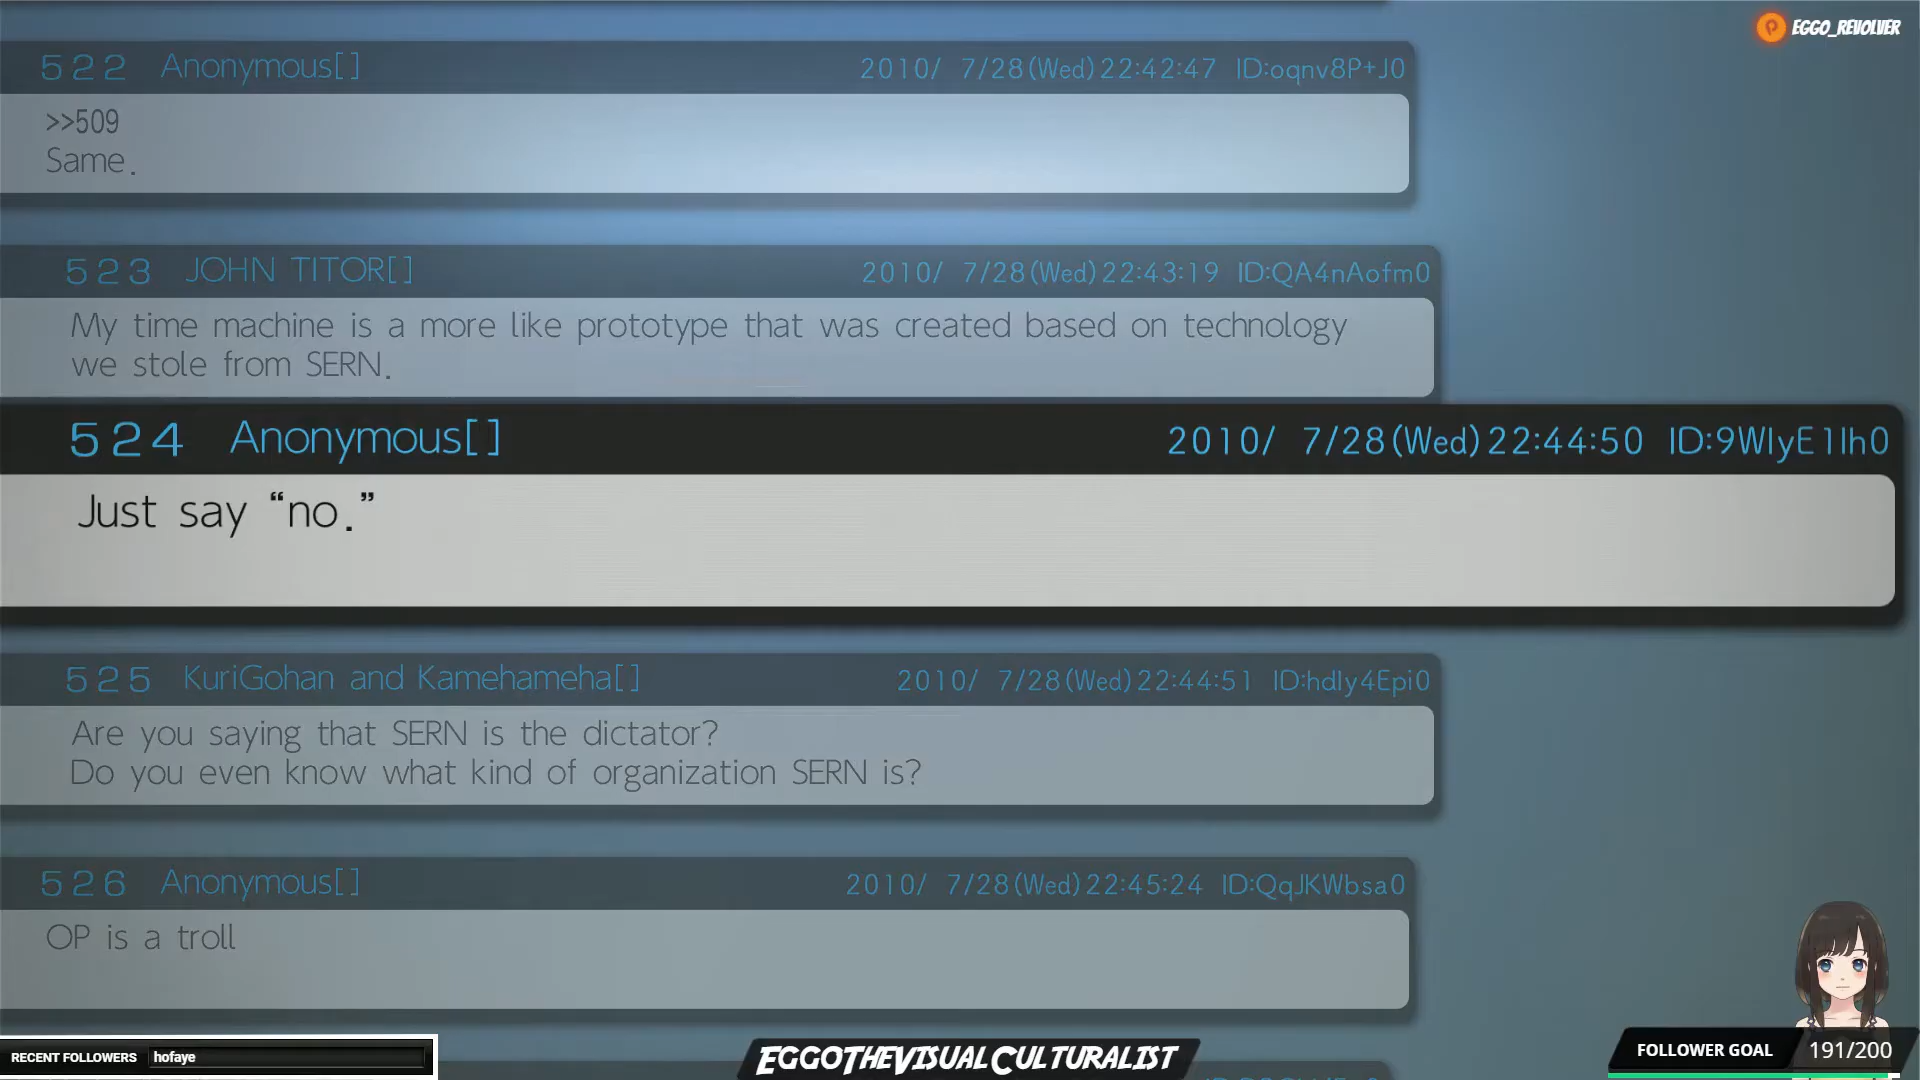 EGGO_REVOLVER
522 Anonymous[] 2010/ 7/28(Wed)22:42:47 ID:oqnv8P+J0
>>509
Same.
523 JOHN TITOR[] 2010/ 7/28(Wed)22:43:19 ID:QA4nAofm0
My time machine is a more like prototype that was created based on technology
we stole from SERN.
524 Anonymous[] 2010/ 7/28(Wed)22:44:50 ID:9WIyE1Ih0
Just say “no.”
525 KuriGohan and Kamehameha[] 2010/ 7/28(Wed)22:44:51 ID:hdIy4Epi0
Are you saying that SERN is the dictator?
Do you even know what kind of organization SERN is?
526 Anonymous[] 2010/ 7/28(Wed)22:45:24 ID:QqJKWbsa0
OP is a troll
RECENT FOLLOWERS hofaye
EGGOTHEVISUALCULTURALIST
FOLLOWER GOAL 191/200